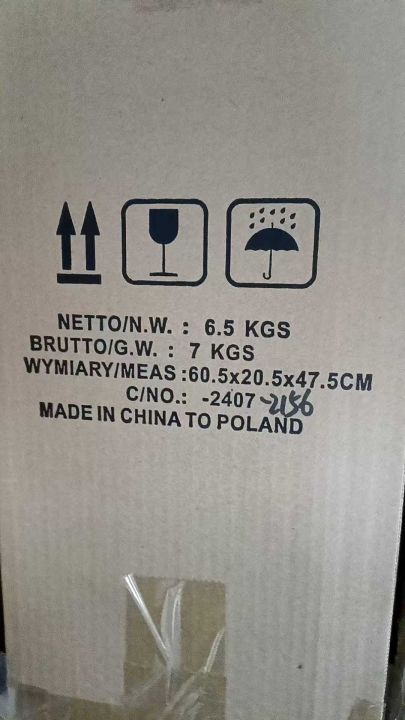 NETTO/N.W. : 6.5 KGS
BRUTTO/G.W. : 7 KGS
WYMIARY/MEAS :60.5x20.5x47.5CM
C/NO.: -2407-2156
MADE IN CHINA TO POLAND